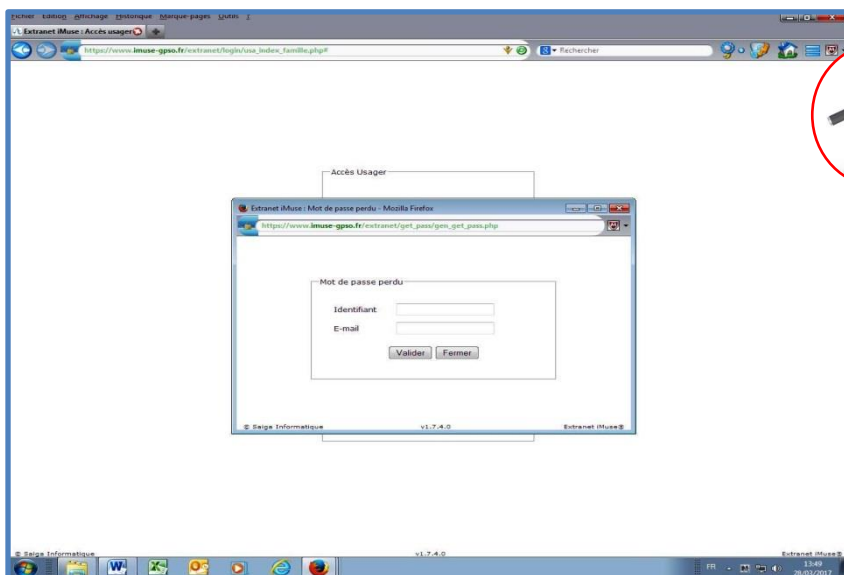 Fichier Edition Affichage Historique Marque-pages Outils ?
Extranet iMuse : Accès usager
https://www.imuse-gpso.fr/extranet/login/usa_index_famille.php#
Rechercher
Accès Usager
Extranet iMuse : Mot de passe perdu - Mozilla Firefox
https://www.imuse-gpso.fr/extranet/get_pass/gen_get_pass.php
Mot de passe perdu
Identifiant
E-mail
Valider Fermer
© Saiga Informatique v1.7.4.0 Extranet iMuse®
© Saiga Informatique v1.7.4.0 Extranet iMuse®
FR 13:49
28/03/2017